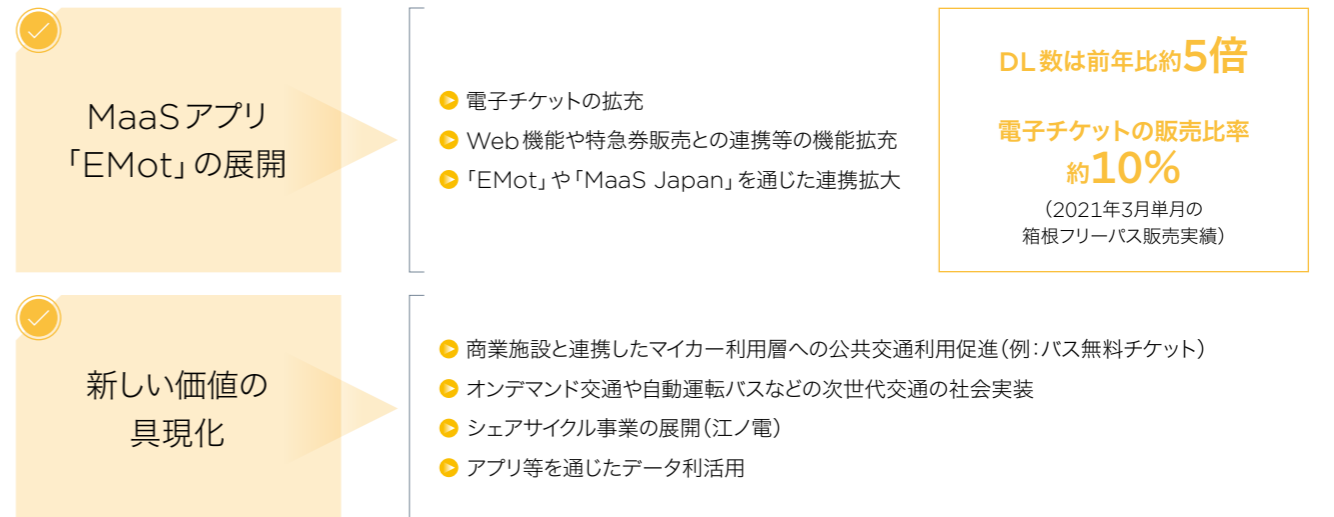 MaaSアプリ
「EMot」の展開
電子チケットの拡充
Web機能や特急券販売との連携等の機能拡充
「EMot」や「MaaS Japan」を通じた連携拡大
DL数は前年比約5倍
電子チケットの販売比率
約10%
（2021年3月単月の
箱根フリーパス販売実績）
新しい価値の
具現化
商業施設と連携したマイカー利用層への公共交通利用促進（例：バス無料チケット）
オンデマンド交通や自動運転バスなどの次世代交通の社会実装
シェアサイクル事業の展開（江ノ電）
アプリ等を通じたデータ利活用